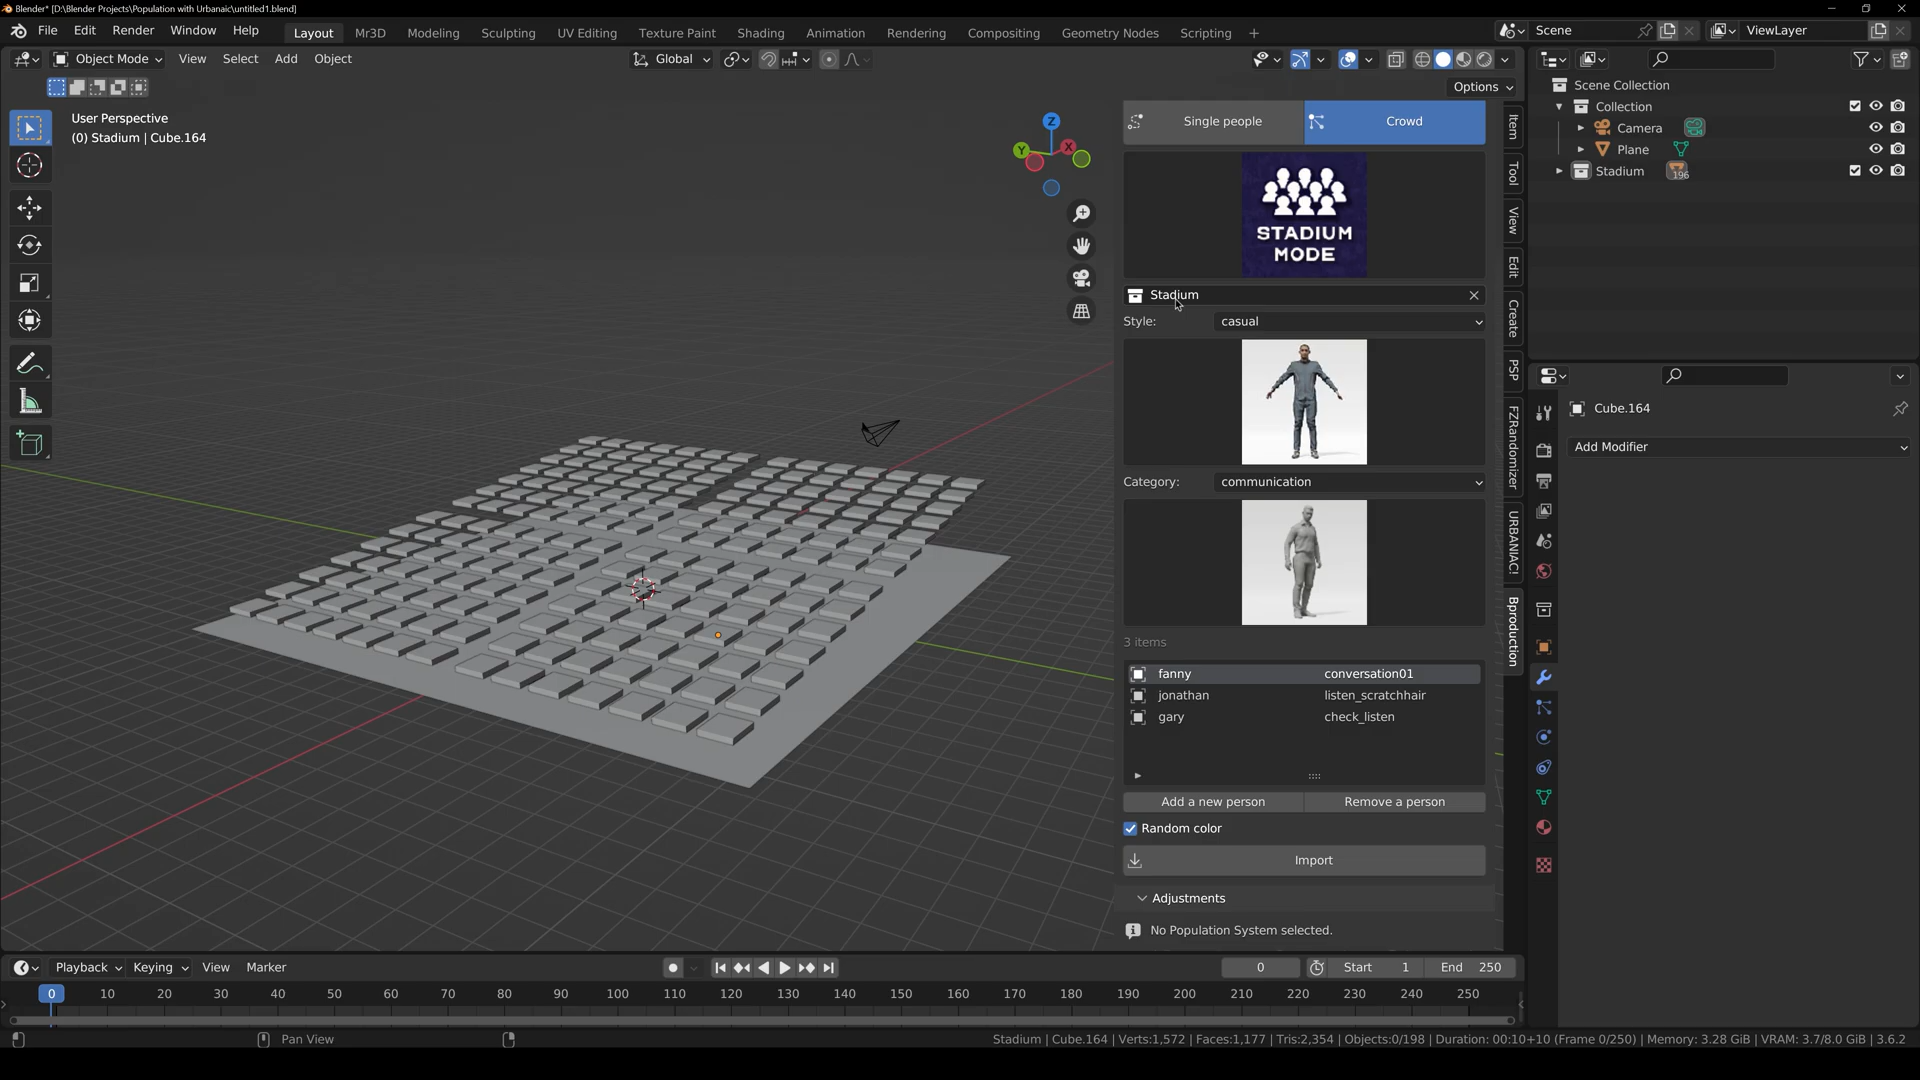 Blender* [D:\Blender Projects\Population with Urbanaic\untitled1.blend]
File Edit Render Window Help
Layout Mr3D Modeling Sculpting UV Editing Texture Paint Shading Animation Rendering Compositing Geometry Nodes Scripting +
Scene
ViewLayer
Object Mode View Select Add Object
Global
Options
User Perspective
(0) Stadium | Cube.164
Z
Y
X
Single people Crowd
STADIUM
MODE
Stadium
Style: casual
Category: communication
3 items
fanny conversation01
jonathan listen_scratchhair
gary check_listen
Add a new person Remove a person
Random color
Import
Adjustments
No Population System selected.
Item
Tool
View
Edit
Create
PSP
FZRandomizer
URBANIAC!
Bproduction
Scene Collection
Collection
Camera
Plane
Stadium 196
Cube.164
Add Modifier
Playback Keying View Marker
0 Start 1 End 250
0 10 20 30 40 50 60 70 80 90 100 110 120 130 140 150 160 170 180 190 200 210 220 230 240 250
Pan View
Stadium | Cube.164 | Verts:1,572 | Faces:1,177 | Tris:2,354 | Objects:0/198 | Duration: 00:10+10 (Frame 0/250) | Memory: 3.28 GiB | VRAM: 3.7/8.0 GiB | 3.6.2